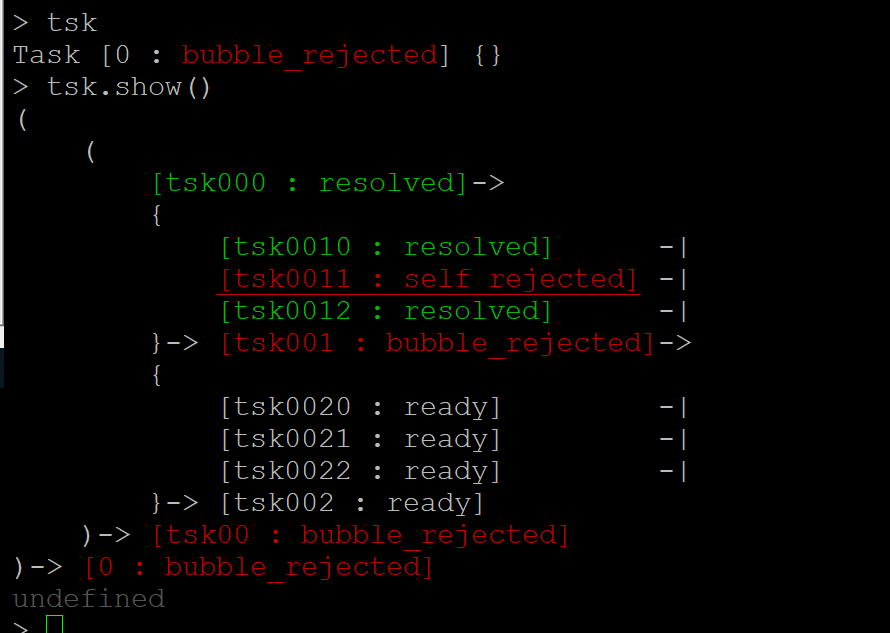 > tsk
Task [0 : bubble_rejected] {}
> tsk.show()
(
(
[tsk000 : resolved]->
{
[tsk0010 : resolved] -|
[tsk0011 : self_rejected] -|
[tsk0012 : resolved] -|
}-> [tsk001 : bubble_rejected]->
{
[tsk0020 : ready] -|
[tsk0021 : ready] -|
[tsk0022 : ready] -|
}-> [tsk002 : ready]
)-> [tsk00 : bubble_rejected]
)-> [0 : bubble_rejected]
undefined
>